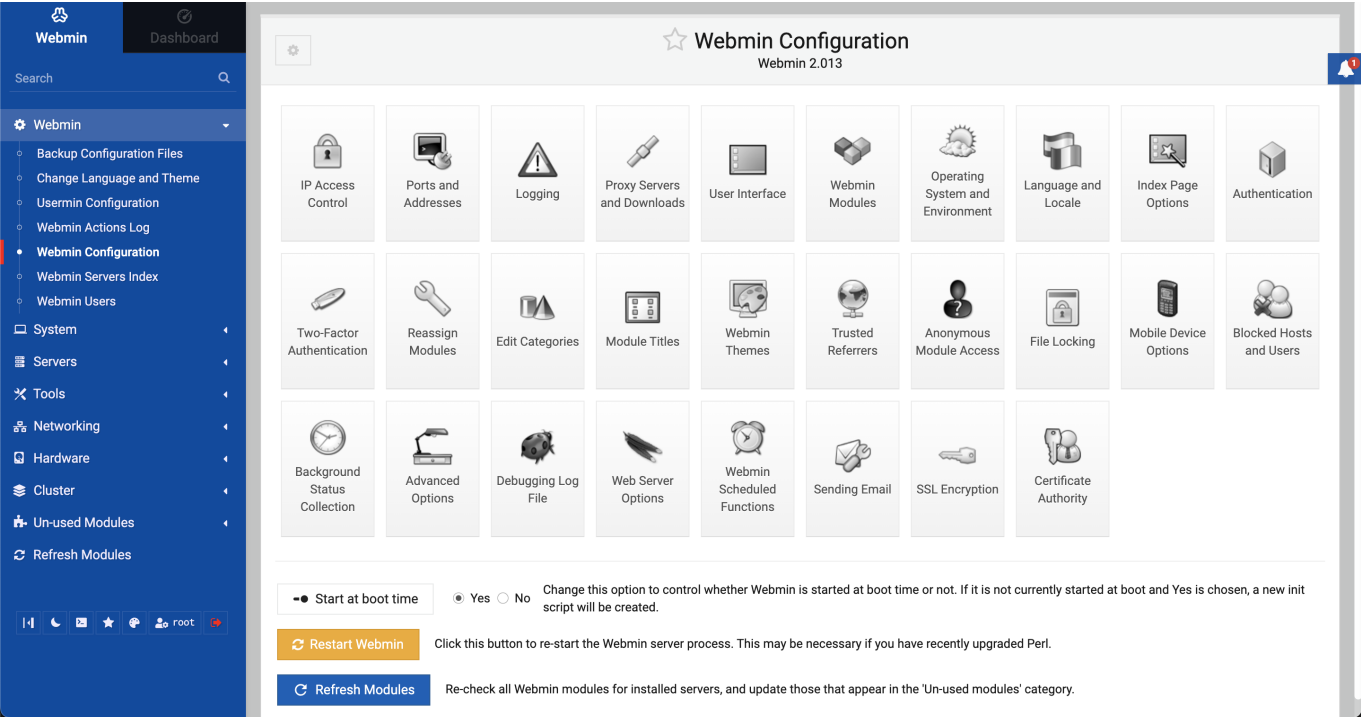 Webmin
Dashboard
Search
Webmin
Backup Configuration Files
Change Language and Theme
Usermin Configuration
Webmin Actions Log
Webmin Configuration
Webmin Servers Index
Webmin Users
System
Servers
Tools
Networking
Hardware
Cluster
Un-used Modules
Refresh Modules
root
Webmin Configuration
Webmin 2.013
1
IP Access
Control
Ports and
Addresses
Logging
Proxy Servers
and Downloads
User Interface
Webmin
Modules
Operating
System and
Environment
Language and
Locale
Index Page
Options
Authentication
Two-Factor
Authentication
Reassign
Modules
Edit Categories
Module Titles
Webmin
Themes
Trusted
Referrers
Anonymous
Module Access
File Locking
Mobile Device
Options
Blocked Hosts
and Users
Background
Status
Collection
Advanced
Options
Debugging Log
File
Web Server
Options
Webmin
Scheduled
Functions
Sending Email
SSL Encryption
Certificate
Authority
Start at boot time
Yes No
Change this option to control whether Webmin is started at boot time or not. If it is not currently started at boot and Yes is chosen, a new init
script will be created.
Restart Webmin
Click this button to re-start the Webmin server process. This may be necessary if you have recently upgraded Perl.
Refresh Modules
Re-check all Webmin modules for installed servers, and update those that appear in the 'Un-used modules' category.